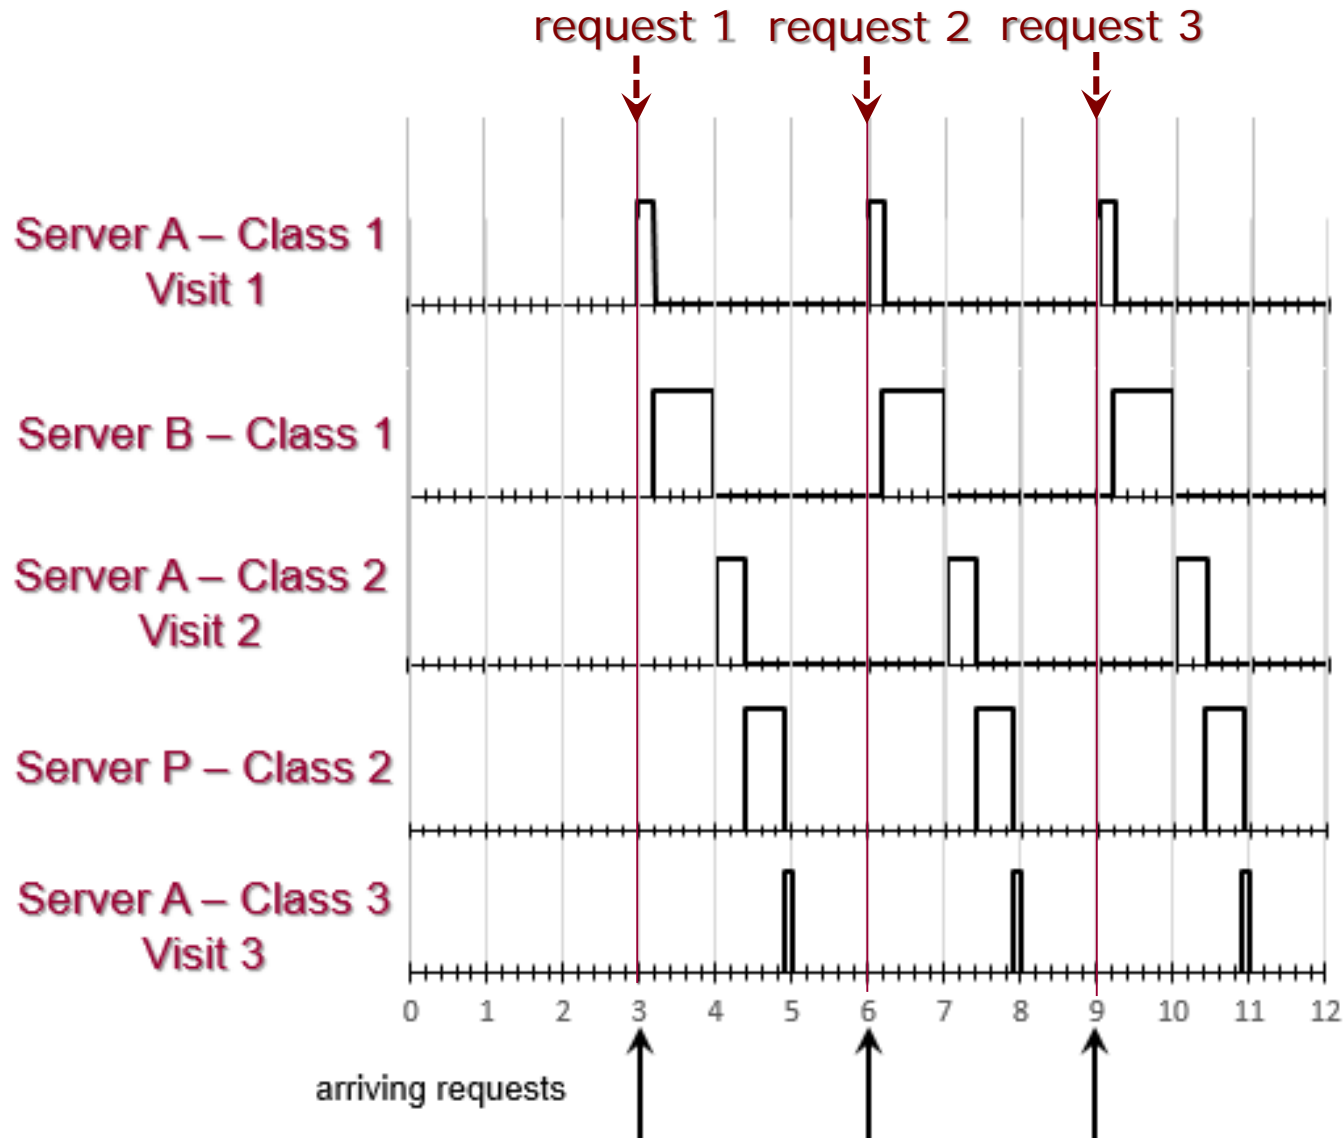 request 1 request 2 request 3
Server A – Class 1
Visit 1
Server B – Class 1
Server A – Class 2
Visit 2
Server P – Class 2
Server A – Class 3
Visit 3
0 1 2 3 4 5 6 7 8 9 10 11 12
arriving requests